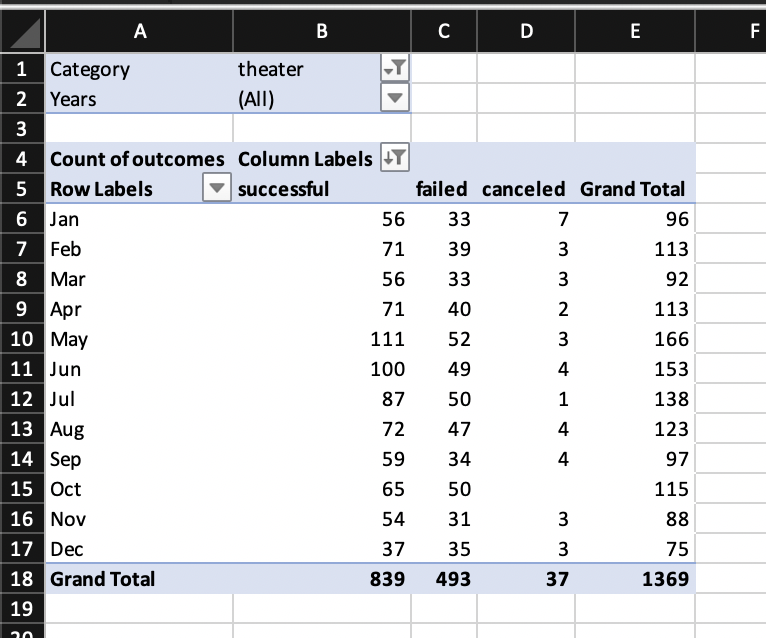 A B C D E F
1 Category theater
2 Years (All)
3
4 Count of outcomes Column Labels
5 Row Labels successful failed canceled Grand Total
6 Jan 56 33 7 96
7 Feb 71 39 3 113
8 Mar 56 33 3 92
9 Apr 71 40 2 113
10 May 111 52 3 166
11 Jun 100 49 4 153
12 Jul 87 50 1 138
13 Aug 72 47 4 123
14 Sep 59 34 4 97
15 Oct 65 50 115
16 Nov 54 31 3 88
17 Dec 37 35 3 75
18 Grand Total 839 493 37 1369
19
20